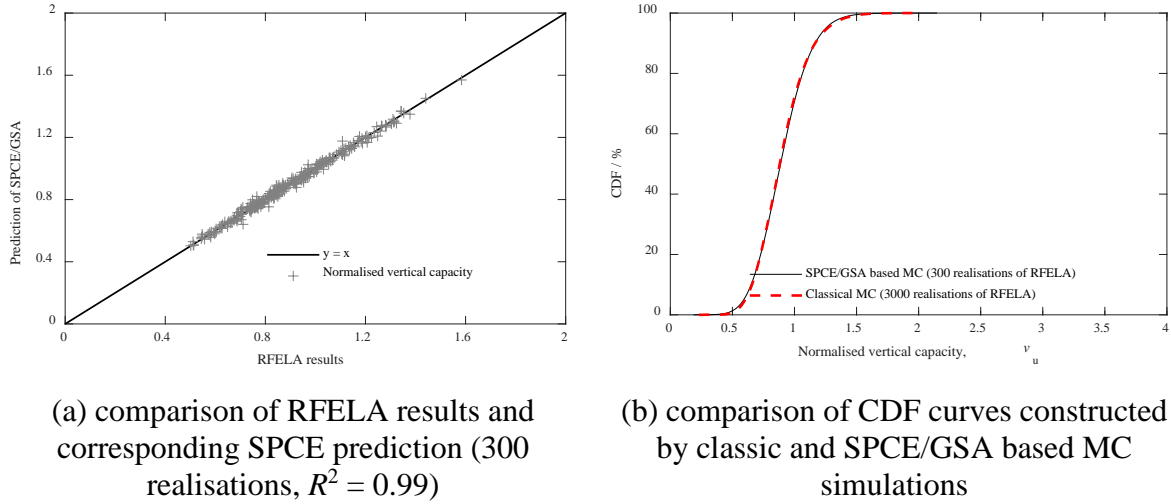 2
1.6
1.2
0.8
0.4
0
Prediction of SPCE/GSA
y = x
Normalised vertical capacity
0 0.4 0.8 1.2 1.6 2
RFELA results
(a) comparison of RFELA results and
corresponding SPCE prediction (300
realisations, R² = 0.99)
100
80
60
40
20
0
CDF / %
SPCE/GSA based MC (300 realisations of RFELA)
Classical MC (3000 realisations of RFELA)
0 0.5 1 1.5 2 2.5 3 3.5 4
Normalised vertical capacity, v_u
(b) comparison of CDF curves constructed
by classic and SPCE/GSA based MC
simulations